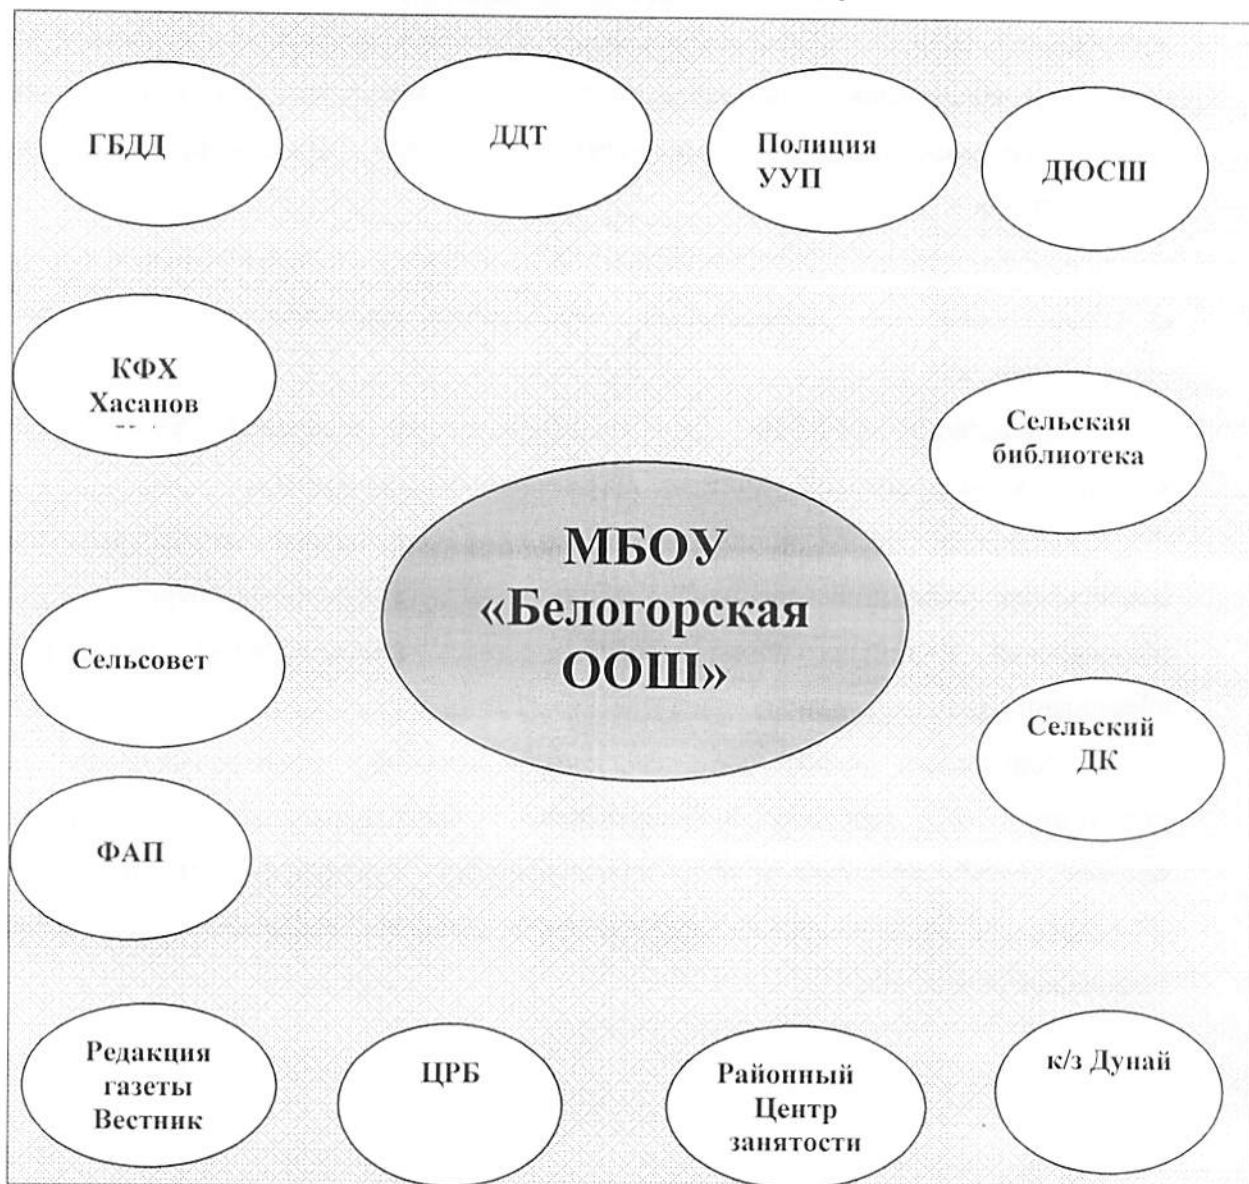 ГБДД
ДДТ
Полиция
УУП
ДЮСШ
КФХ
Хасанов
Сельская
библиотека
МБОУ
«Белогорская
ООШ»
Сельсовет
Сельский
ДК
ФАП
Редакция
газеты
Вестник
ЦРБ
Районный
Центр
занятости
к/з Дунай